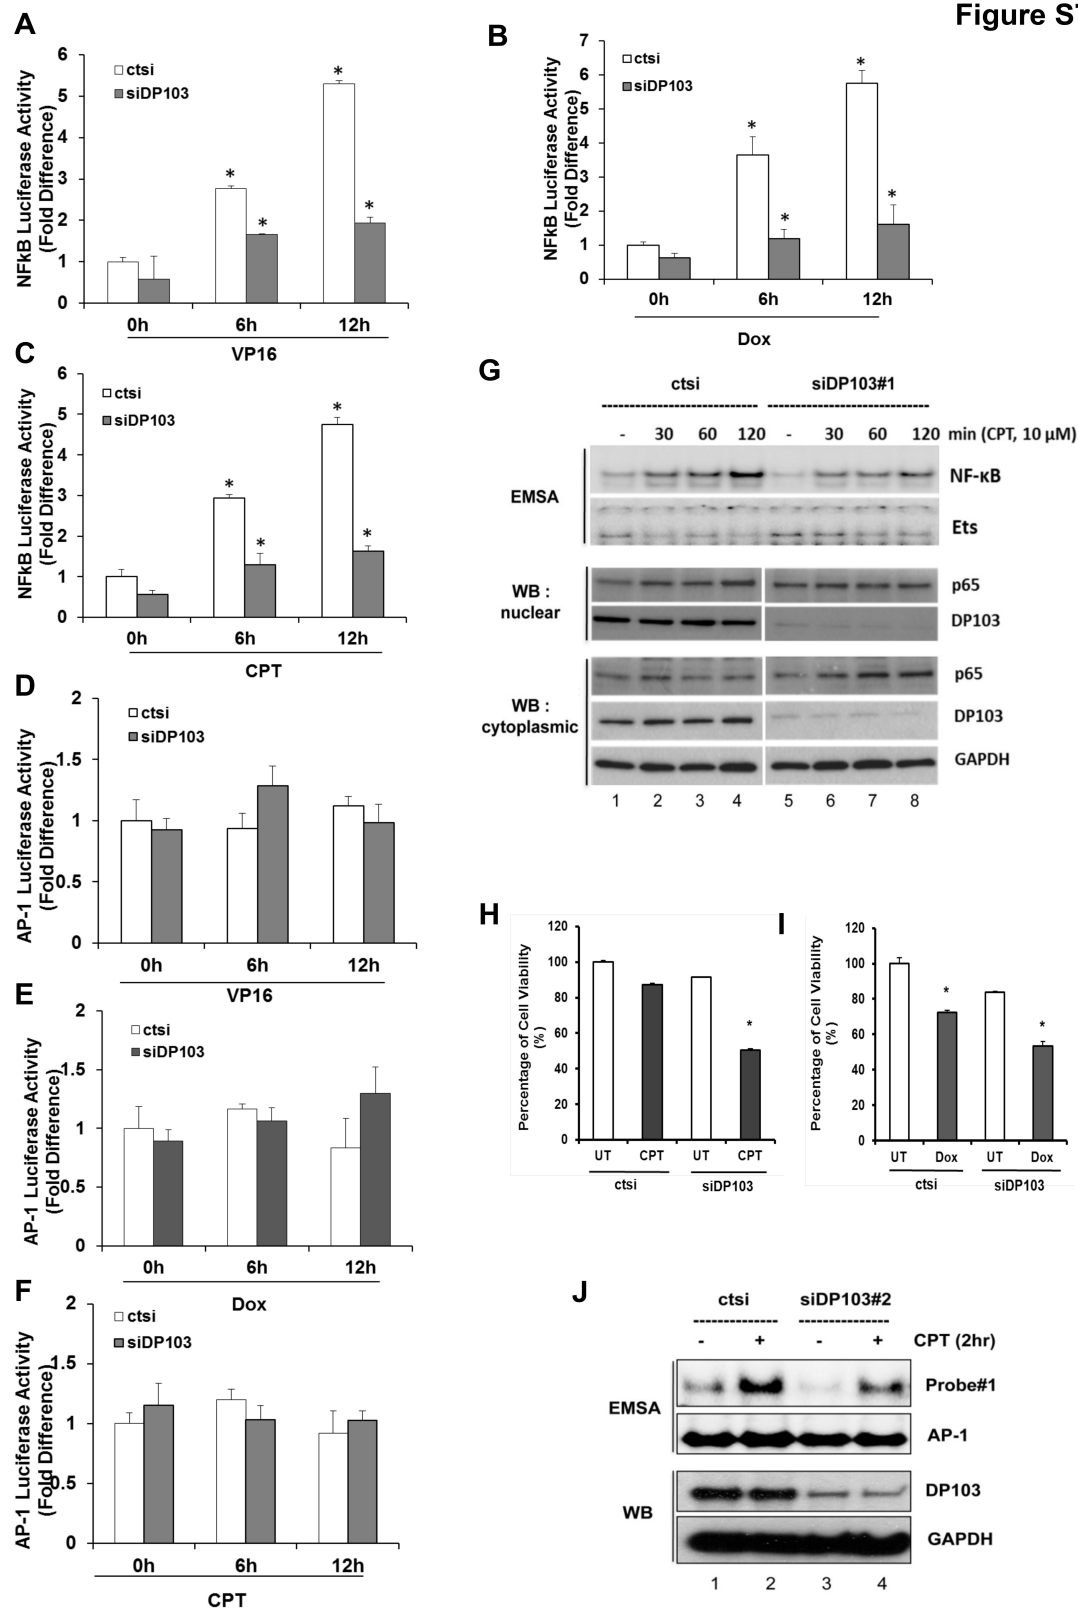 Figure S
A
NFkB Luciferase Activity
(Fold Difference)
6
5
4
3
2
1
0
ctsi
siDP103
*
*
*
*
0h 6h 12h
VP16
B
NFkB Luciferase Activity
(Fold Difference)
7
6
5
4
3
2
1
0
ctsi
siDP103
*
*
*
*
0h 6h 12h
Dox
C
NFkB Luciferase Activity
(Fold Difference)
6
5
4
3
2
1
0
ctsi
siDP103
*
*
*
*
0h 6h 12h
CPT
D
AP-1 Luciferase Activity
(Fold Difference)
2
1.5
1
0.5
0
ctsi
siDP103
0h 6h 12h
VP16
E
AP-1 Luciferase Activity
(Fold Difference)
2
1.5
1
0.5
0
ctsi
siDP103
0h 6h 12h
Dox
F
AP-1 Luciferase Activity
(Fold Difference)
2
1.5
1
0.5
0
ctsi
siDP103
0h 6h 12h
CPT
G
ctsi siDP103#1
- 30 60 120 - 30 60 120 min (CPT, 10 μM)
EMSA
NF-κB
Ets
WB :
nuclear
p65
DP103
WB :
cytoplasmic
p65
DP103
GAPDH
1 2 3 4 5 6 7 8
H
Percentage of Cell Viability
(%)
120
100
80
60
40
20
0
*
UT CPT UT CPT
ctsi siDP103
I
Percentage of Cell Viability
(%)
120
100
80
60
40
20
0
*
*
UT Dox UT Dox
ctsi siDP103
J
ctsi siDP103#2
- + - + CPT (2hr)
EMSA
Probe#1
AP-1
WB
DP103
GAPDH
1 2 3 4